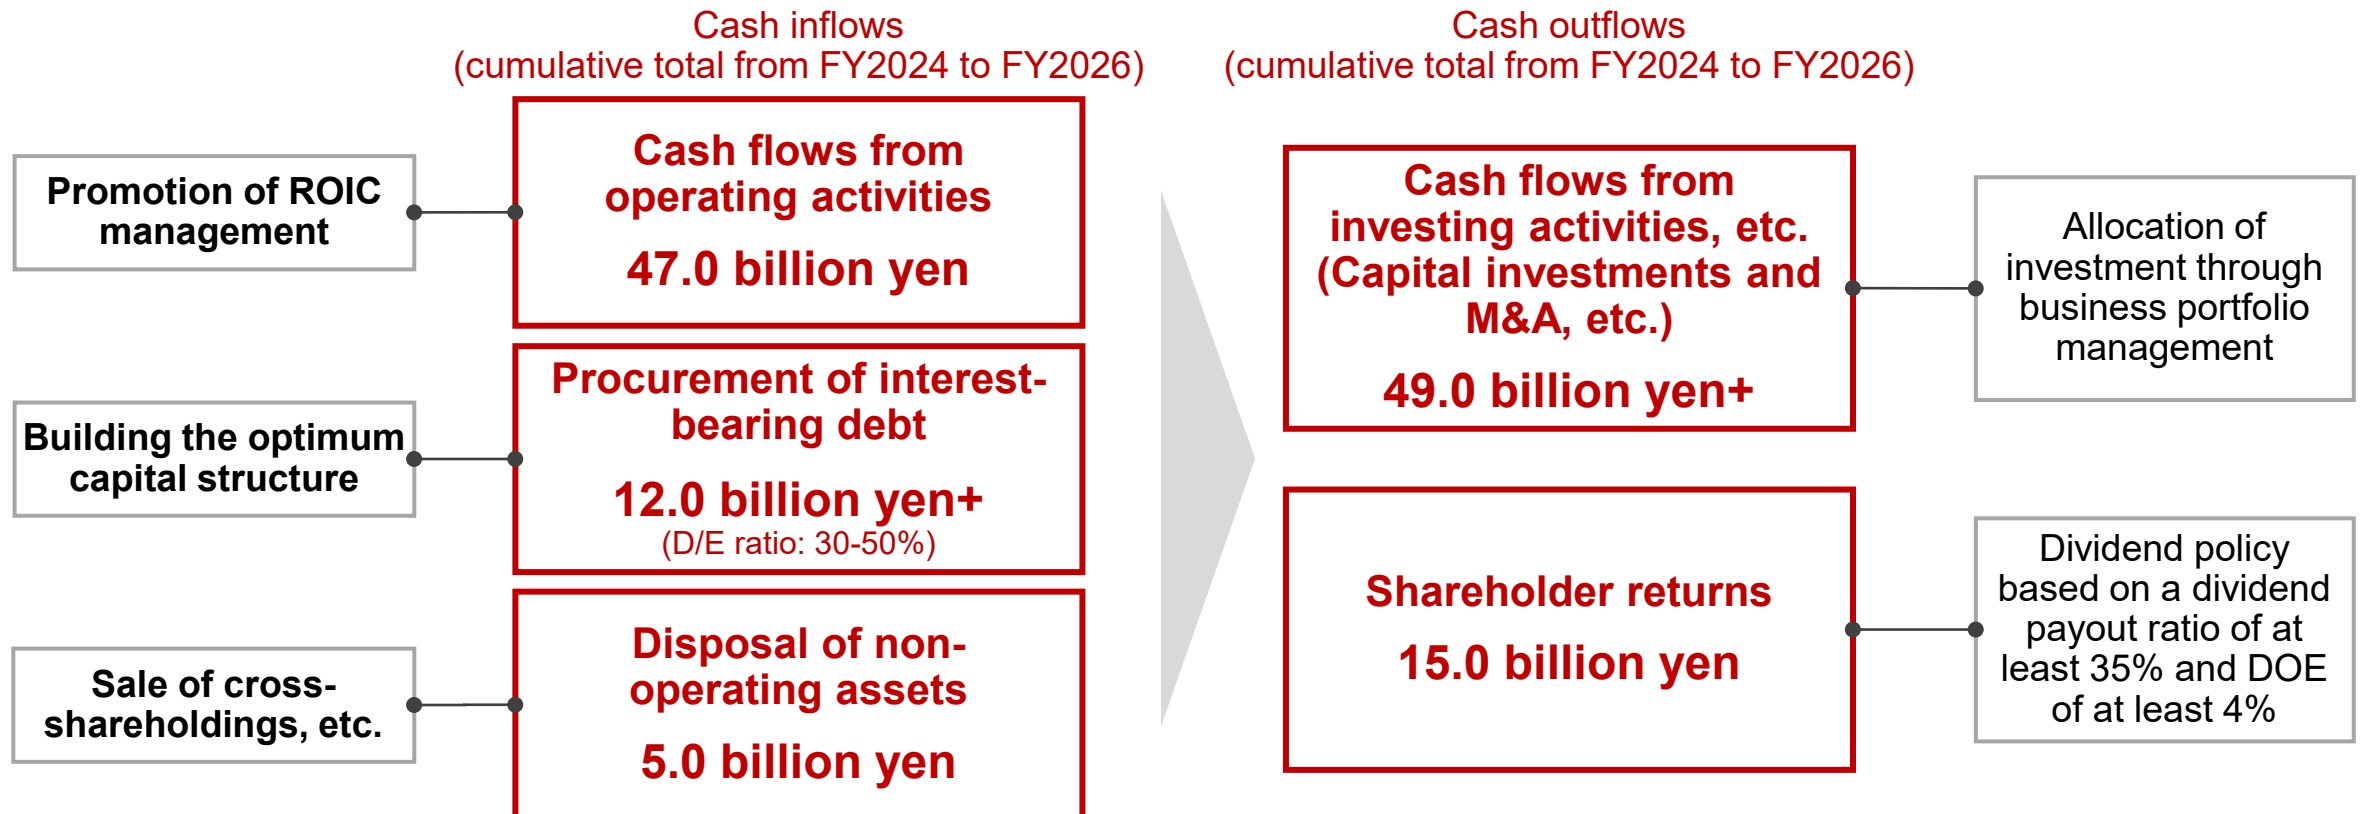 Cash inflows
(cumulative total from FY2024 to FY2026)
Promotion of ROIC
management
Cash flows from
operating activities
47.0 billion yen
Building the optimum
capital structure
Procurement of interest-
bearing debt
12.0 billion yen+
(D/E ratio: 30-50%)
Sale of cross-
shareholdings, etc.
Disposal of non-
operating assets
5.0 billion yen
Cash outflows
(cumulative total from FY2024 to FY2026)
Cash flows from
investing activities, etc.
(Capital investments and
M&A, etc.)
49.0 billion yen+
Allocation of
investment through
business portfolio
management
Shareholder returns
15.0 billion yen
Dividend policy
based on a dividend
payout ratio of at
least 35% and DOE
of at least 4%